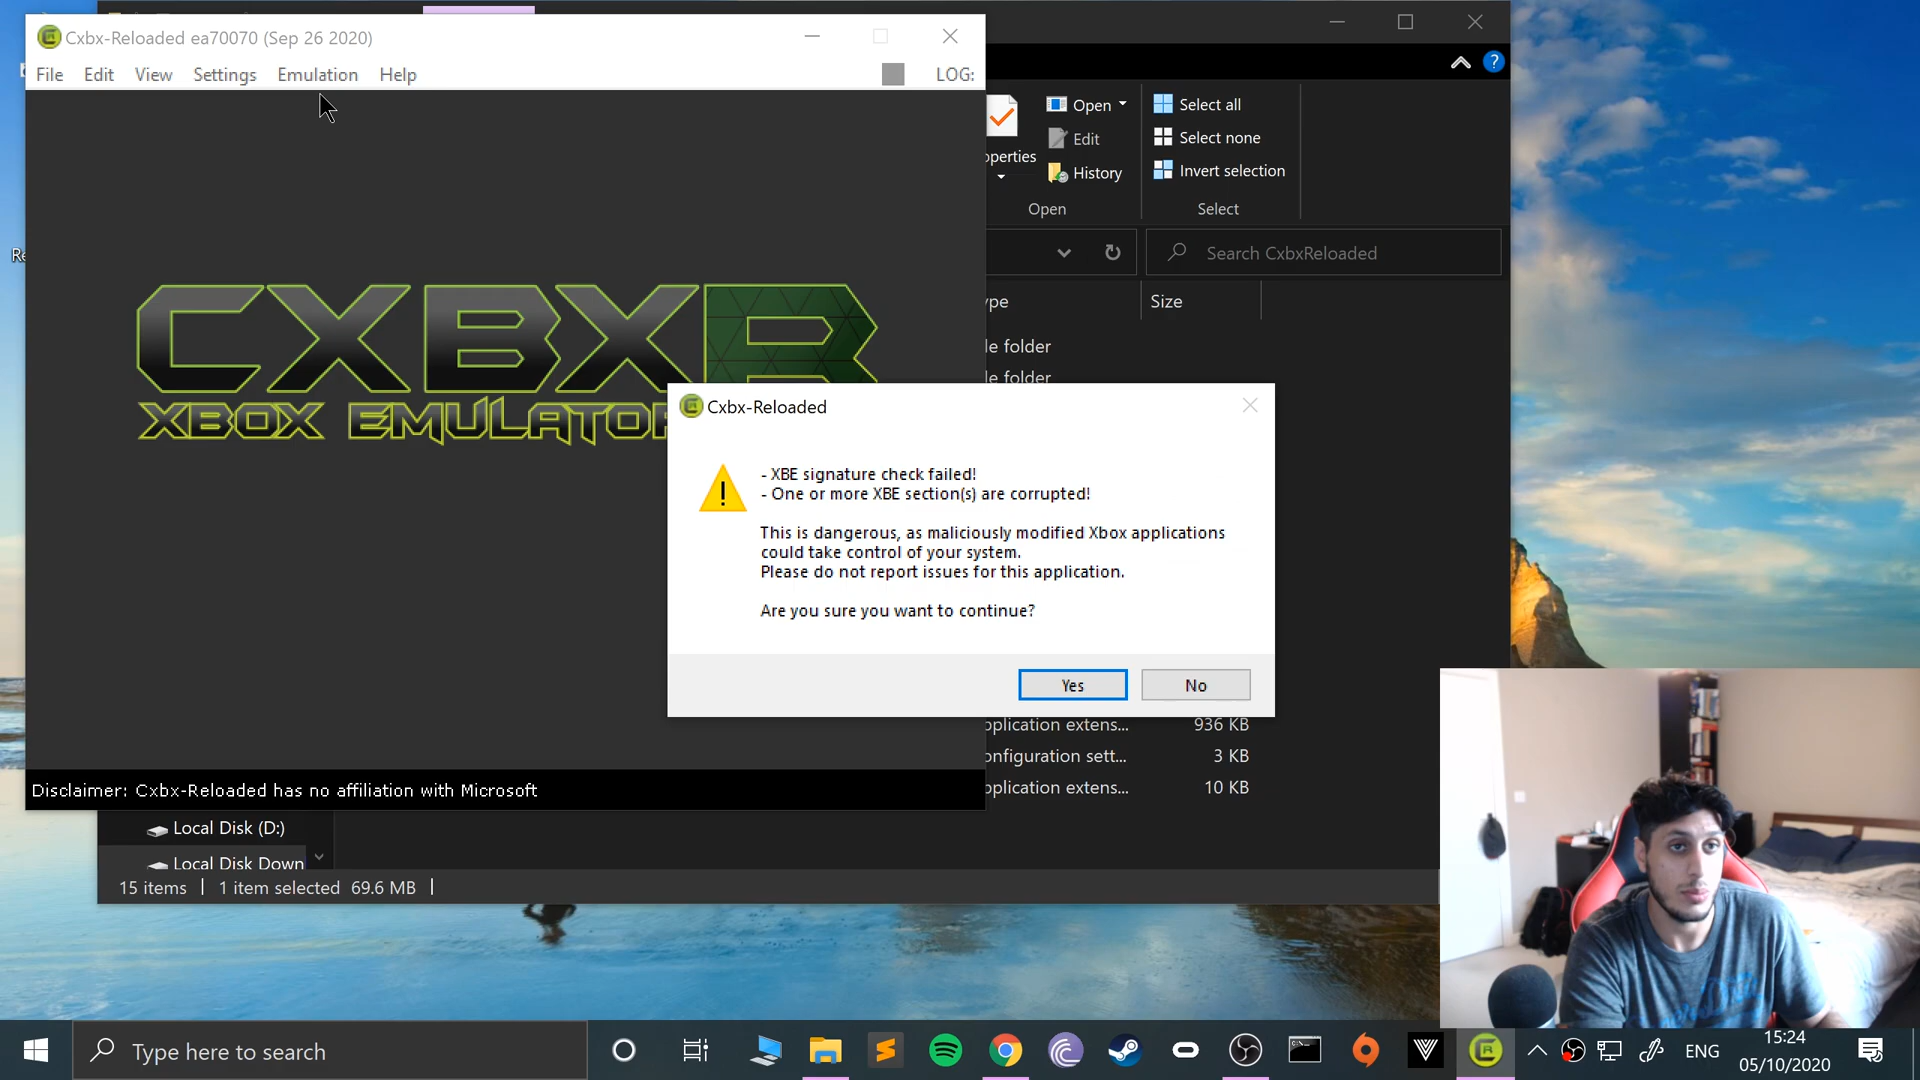 Cxbx-Reloaded ea70070 (Sep 26 2020)
File Edit View Settings Emulation Help LOG:
Open
Edit
History
Open
operties
Select all
Select none
Invert selection
Select
Search CxbxReloaded
ype Size
le folder
le folder
Re
CXBXR
XBOX EMULATOR
Cxbx-Reloaded
- XBE signature check failed!
- One or more XBE section(s) are corrupted!
This is dangerous, as maliciously modified Xbox applications
could take control of your system.
Please do not report issues for this application.
Are you sure you want to continue?
Yes No
pplication extens... 936 KB
onfiguration sett... 3 KB
pplication extens... 10 KB
Disclaimer: Cxbx-Reloaded has no affiliation with Microsoft
Local Disk (D:)
Local Disk Down
15 items 1 item selected 69.6 MB
Type here to search
ENG
15:24
05/10/2020